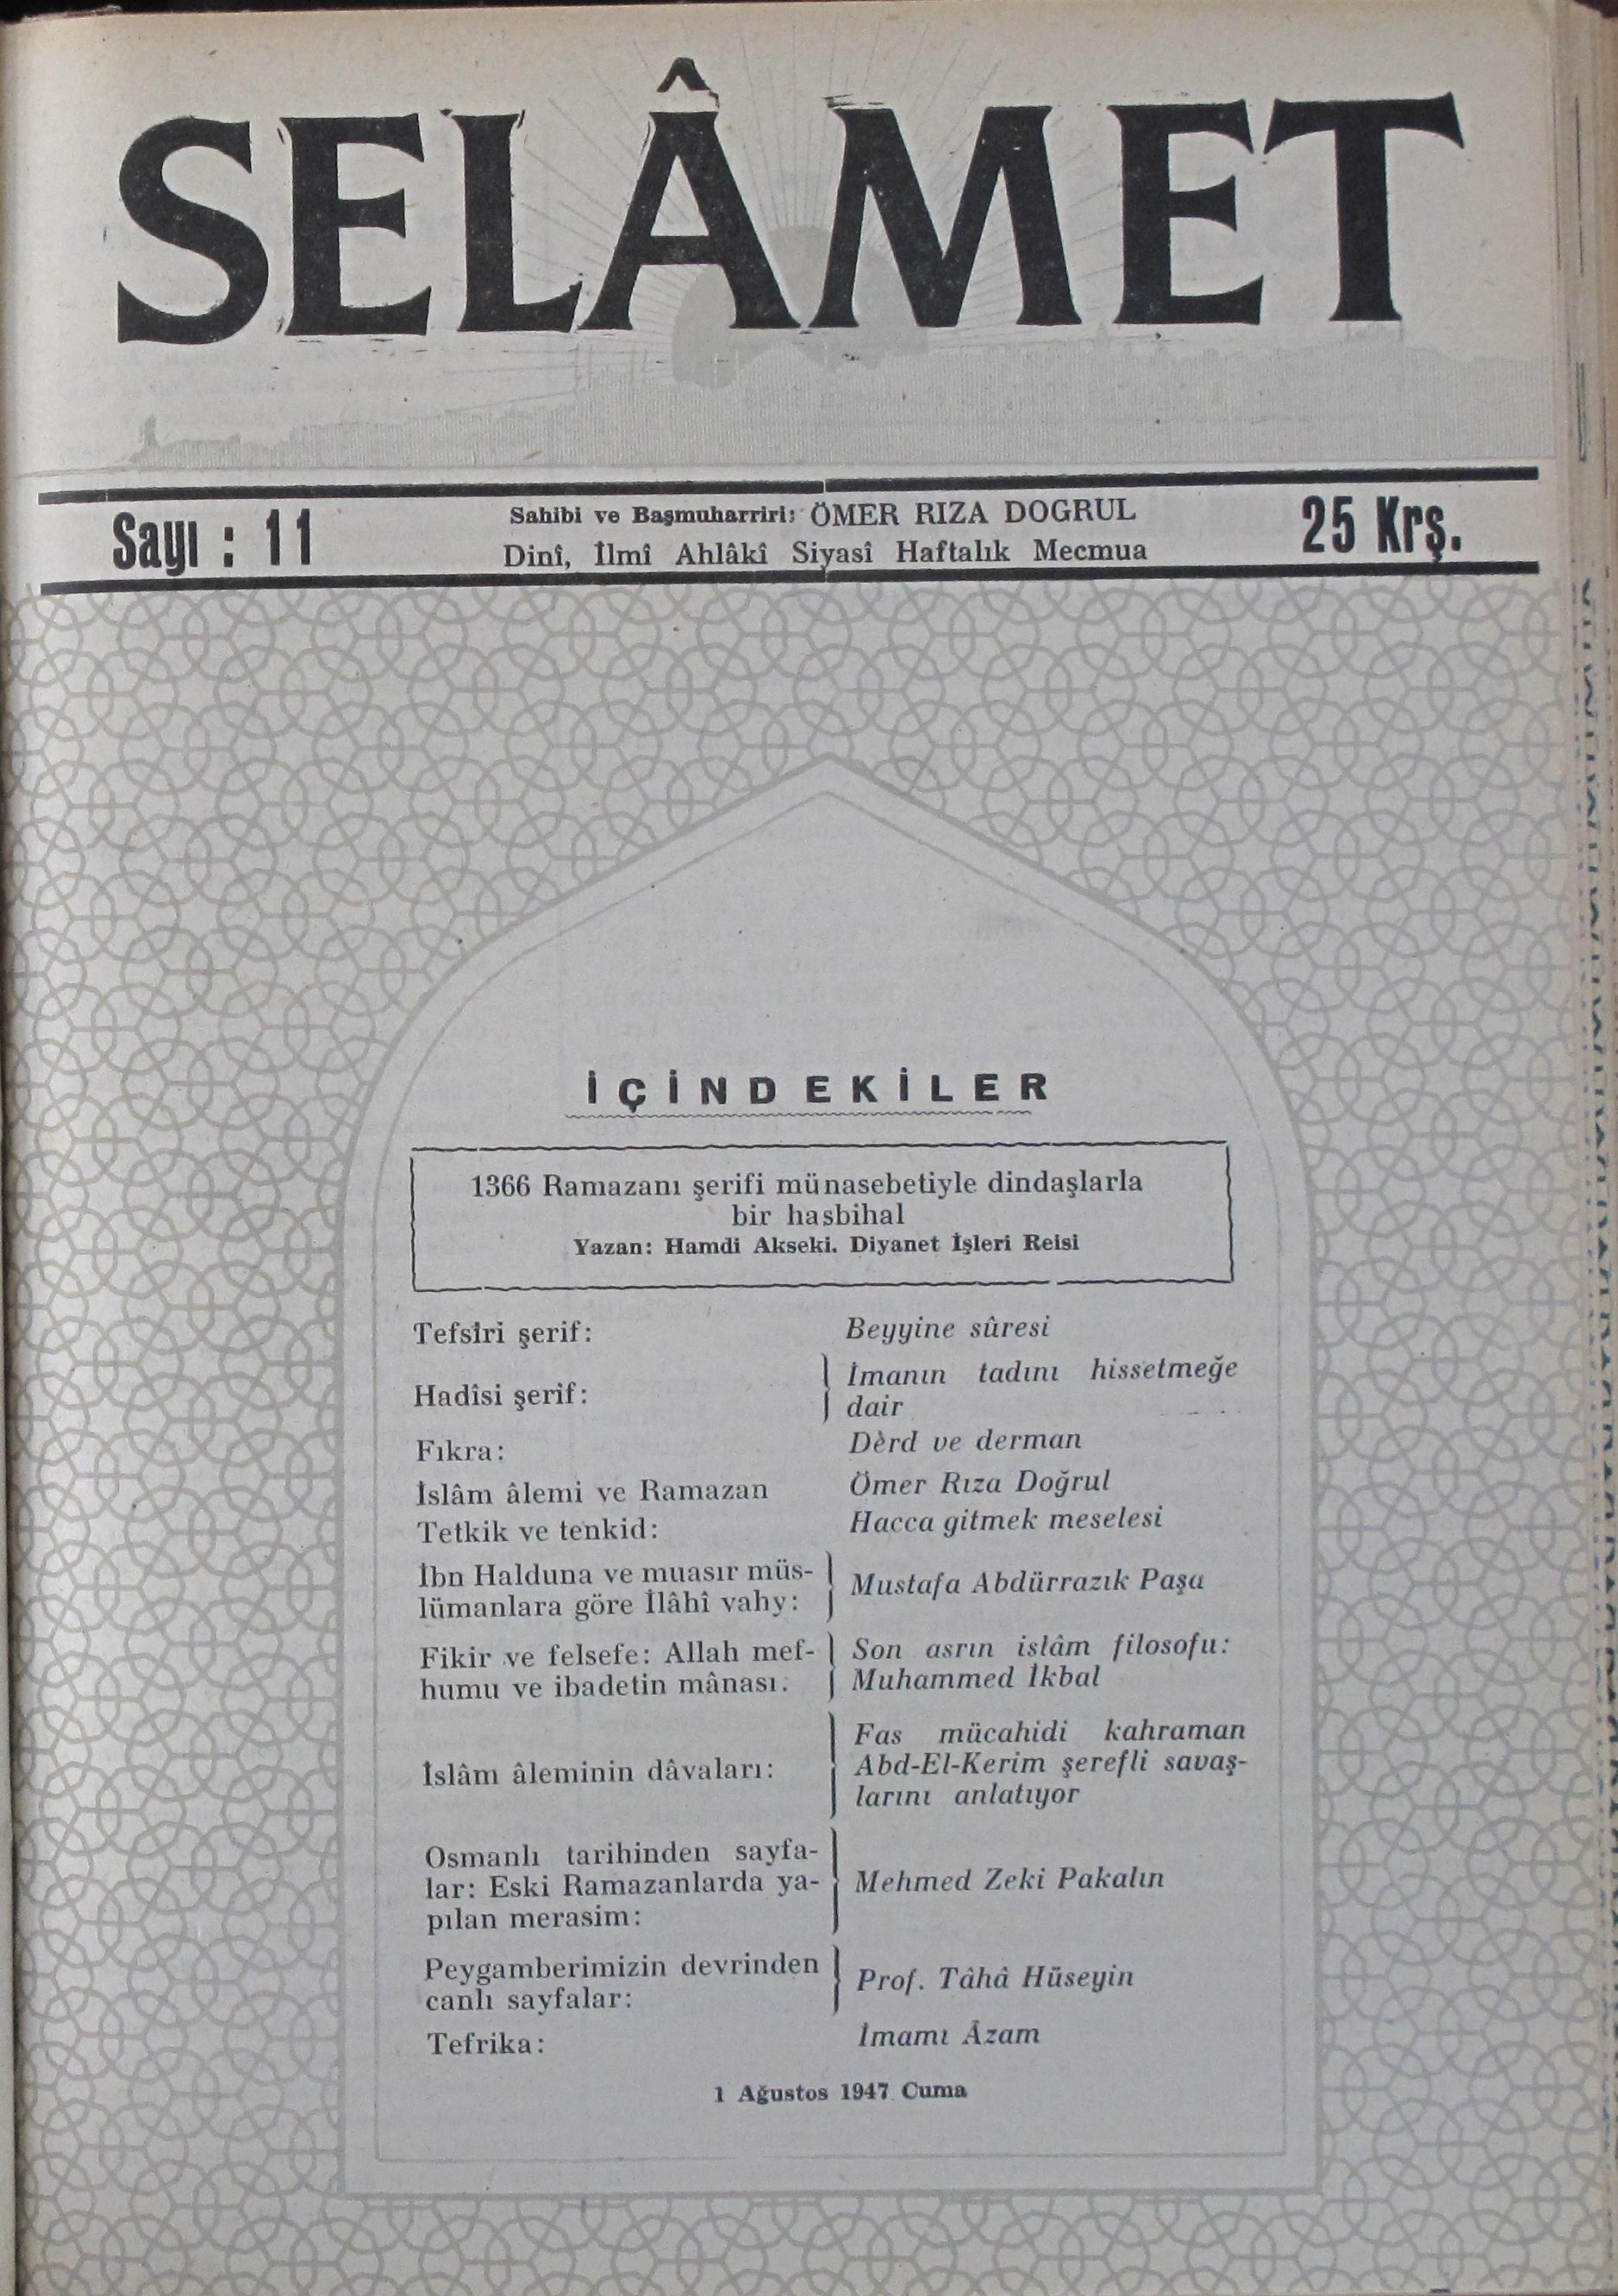 SELÂMET
Sayı : 11
Sahibi ve Başmuharriri: ÖMER RIZA DOGRUL
Dinî, İlmî Ahlâkî Siyasî Haftalık Mecmua
25 Krş.
İÇİNDEKİLER
1366 Ramazanı şerifi münasebetiyle dindaşlarla
bir hasbihal
Yazan: Hamdi Akseki. Diyanet İşleri Reisi
Tefsîri şerif: Beyyine sûresi
Hadîsi şerif: İmanın tadını hissetmeğe
dair
Fıkra: Dèrd ve derman
İslâm âlemi ve Ramazan Ömer Rıza Doğrul
Tetkik ve tenkid: Hacca gitmek meselesi
İbn Halduna ve muasır müs-
lümanlara göre İlâhî vahy: Mustafa Abdürrazık Paşa
Fikir ve felsefe: Allah mef-
humu ve ibadetin mânası: Son asrın islâm filosofu:
Muhammed İkbal
İslâm âleminin dâvaları: Fas mücahidi kahraman
Abd-El-Kerim şerefli savaş-
larını anlatıyor
Osmanlı tarihinden sayfa-
lar: Eski Ramazanlarda ya-
pılan merasim: Mehmed Zeki Pakalın
Peygamberimizin devrinden
canlı sayfalar: Prof. Tâhâ Hüseyin
Tefrika: İmamı Âzam
1 Ağustos 1947 Cuma